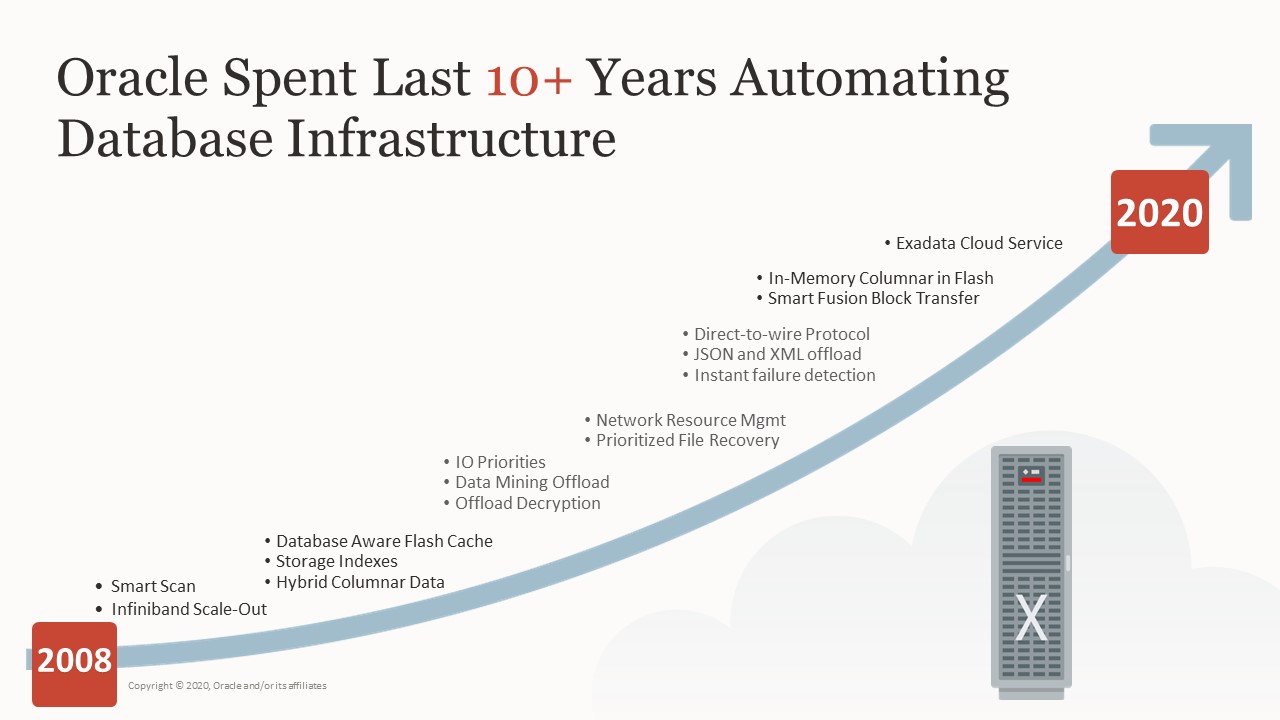 Oracle Spent Last 10+ Years Automating
Database Infrastructure
2020
• Exadata Cloud Service
• In-Memory Columnar in Flash
• Smart Fusion Block Transfer
• Direct-to-wire Protocol
• JSON and XML offload
• Instant failure detection
• Network Resource Mgmt
• Prioritized File Recovery
• IO Priorities
• Data Mining Offload
• Offload Decryption
• Database Aware Flash Cache
• Storage Indexes
• Hybrid Columnar Data
• Smart Scan
• Infiniband Scale-Out
2008
X
Copyright © 2020, Oracle and/or its affiliates